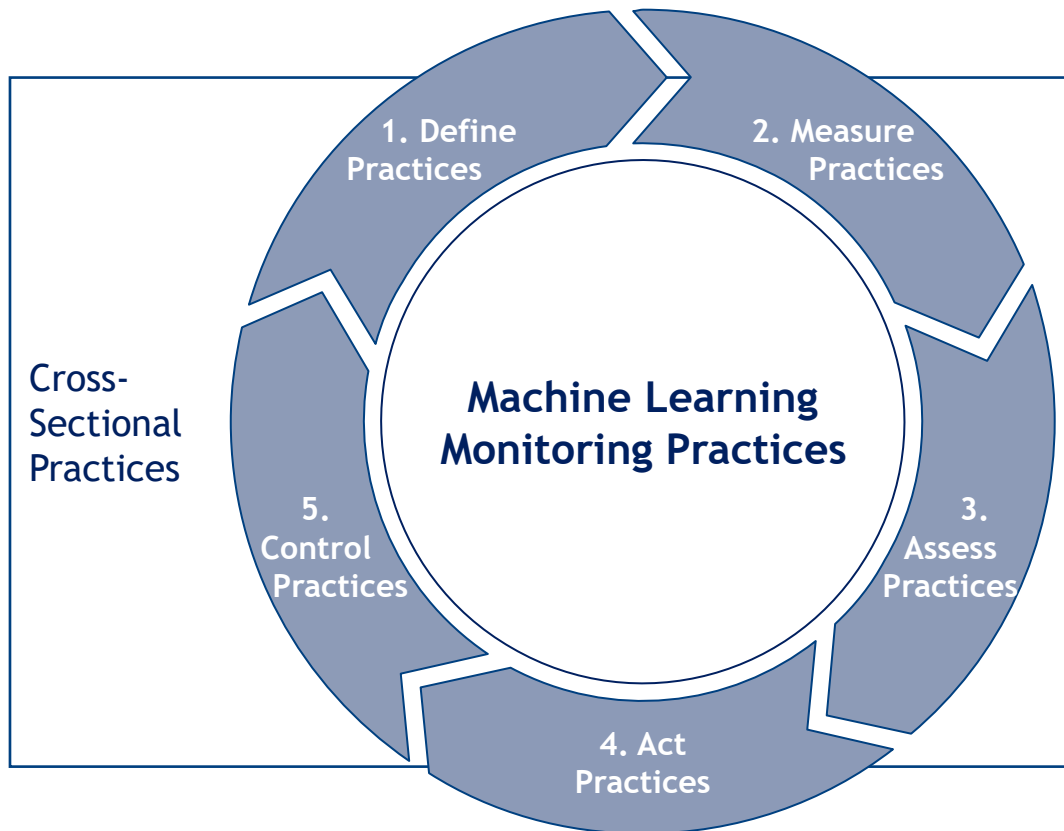 1. Define
Practices
2. Measure
Practices
Cross-
Sectional
Practices
Machine Learning
Monitoring Practices
3.
Assess
Practices
4. Act
Practices
5.
Control
Practices